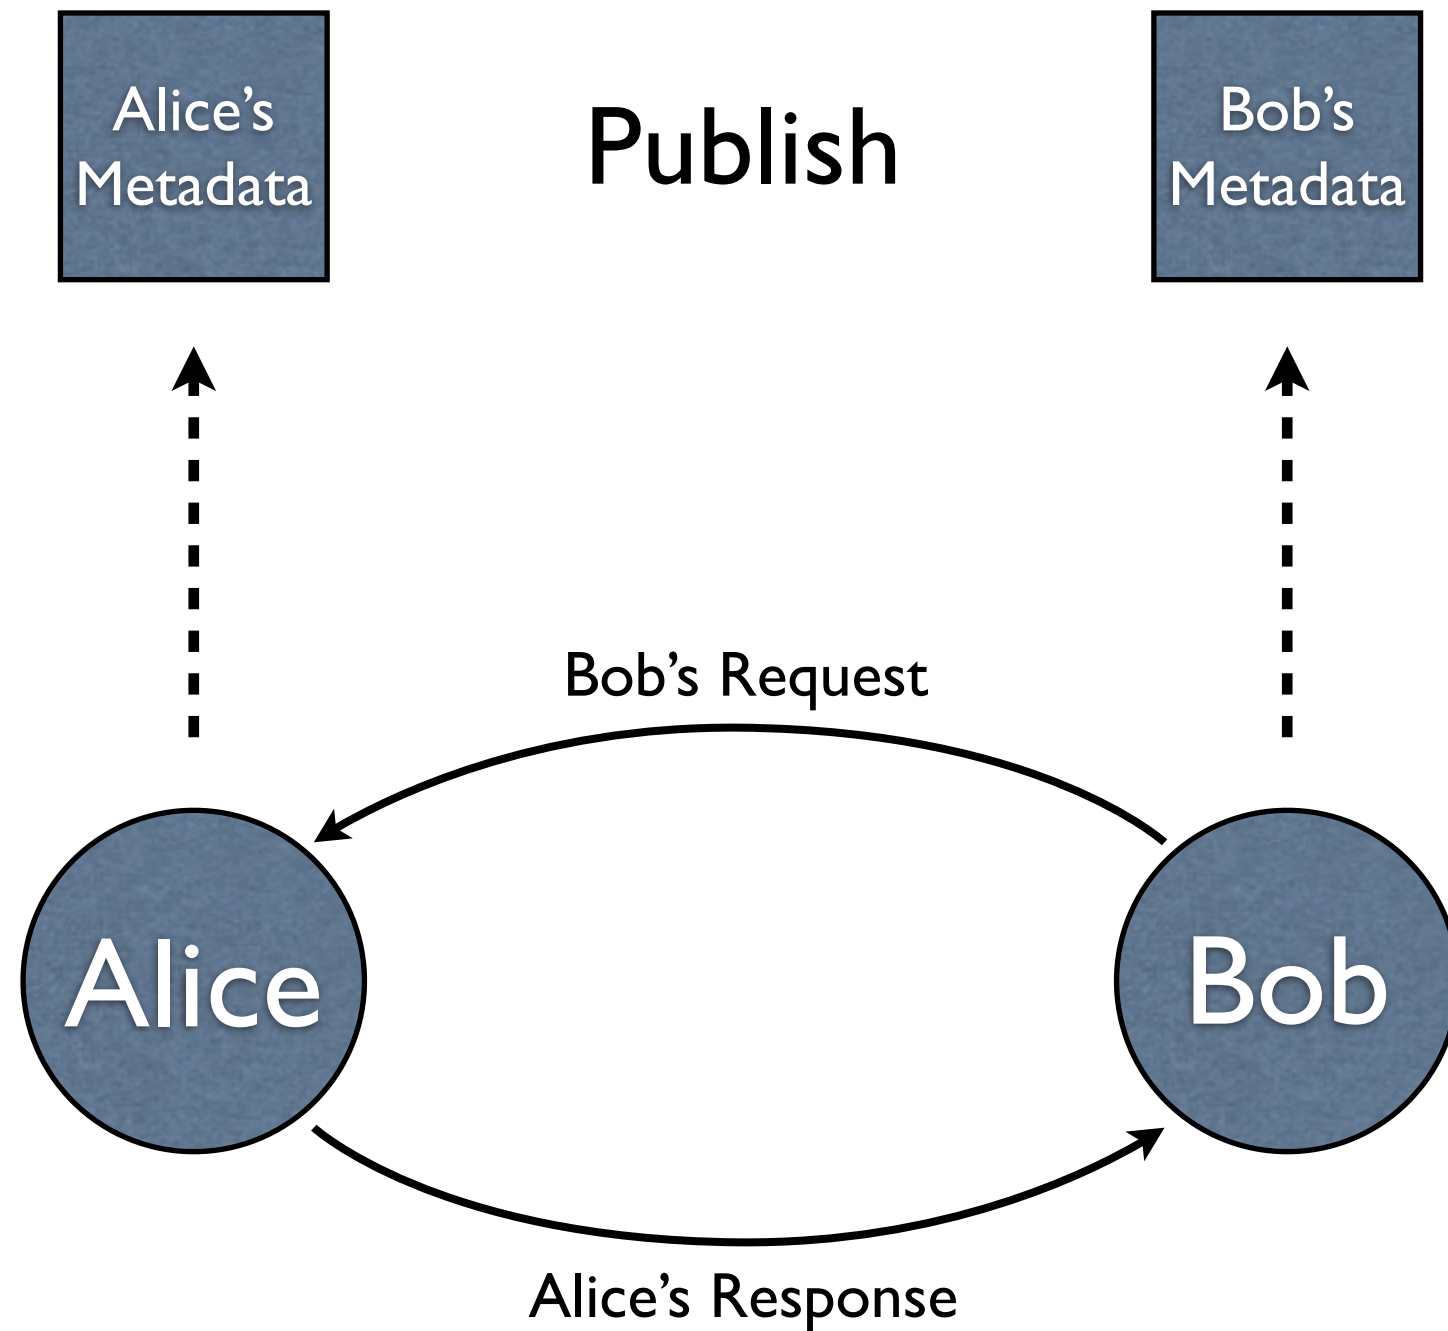 Alice’s
Metadata
Publish
Bob’s
Metadata
Bob’s Request
Alice
Bob
Alice’s Response